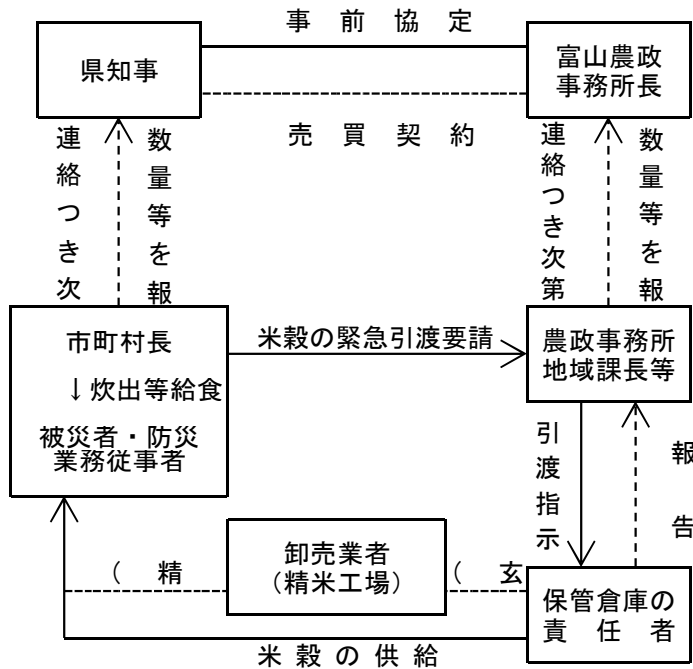 事前協定
県知事
富山農政
事務所長
売買契約
連絡つき次
数量等を報
連絡つき次第
数量等を報
市町村長
↓炊出等給食
被災者・防災
業務従事者
米穀の緊急引渡要請
農政事務所
地域課長等
引渡指示
報告
卸売業者
（精米工場）
（精
（玄
保管倉庫の
責任者
米穀の供給